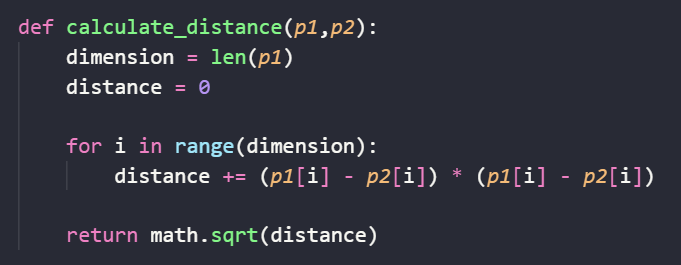 def calculate_distance(p1,p2):
    dimension = len(p1)
    distance = 0
    for i in range(dimension):
        distance += (p1[i] - p2[i]) * (p1[i] - p2[i])
    return math.sqrt(distance)